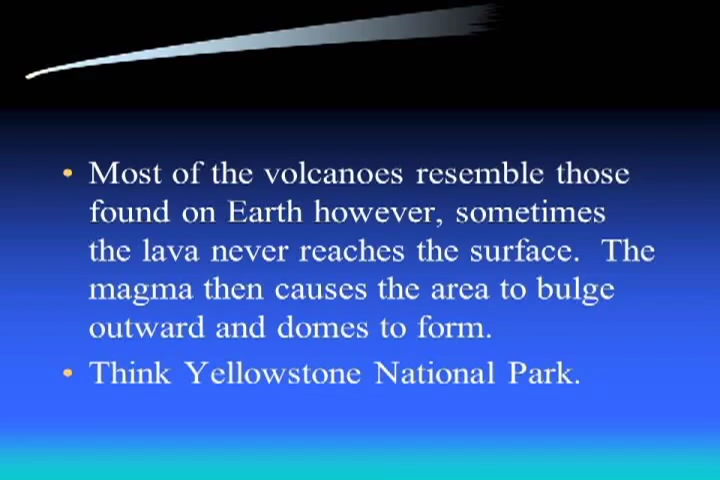 • Most of the volcanoes resemble those
found on Earth however, sometimes
the lava never reaches the surface.  The
magma then causes the area to bulge
outward and domes to form.
• Think Yellowstone National Park.